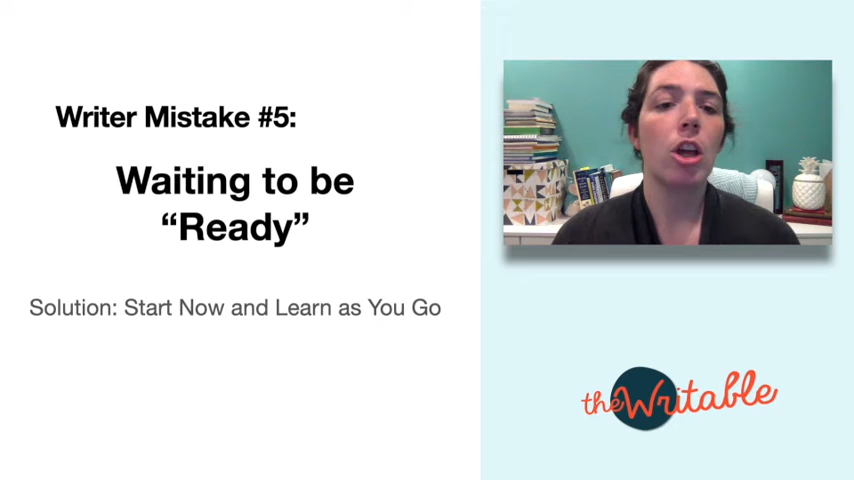 Writer Mistake #5:
Waiting to be
“Ready”
Solution: Start Now and Learn as You Go
theWritable